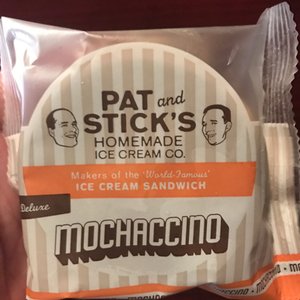 PAT and
STICK'S
HOMEMADE
ICE CREAM CO.
Makers of the 'World-Famous'
ICE CREAM SANDWICH
Deluxe
MOCHACCINO